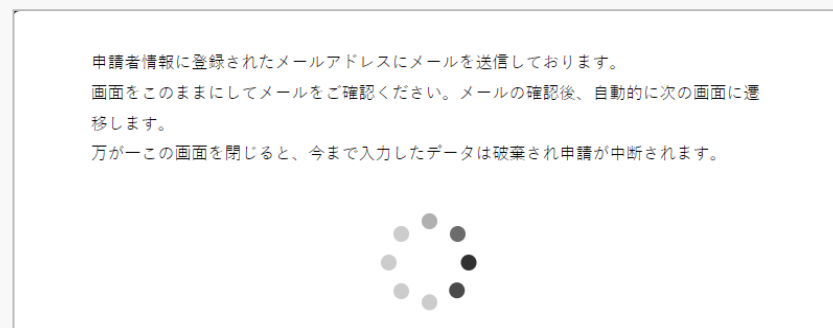 申請者情報に登録されたメールアドレスにメールを送信しております。
画面をこのままにしてメールをご確認ください。メールの確認後、自動的に次の画面に遷
移します。
万が一この画面を閉じると、今まで入力したデータは破棄され申請が中断されます。